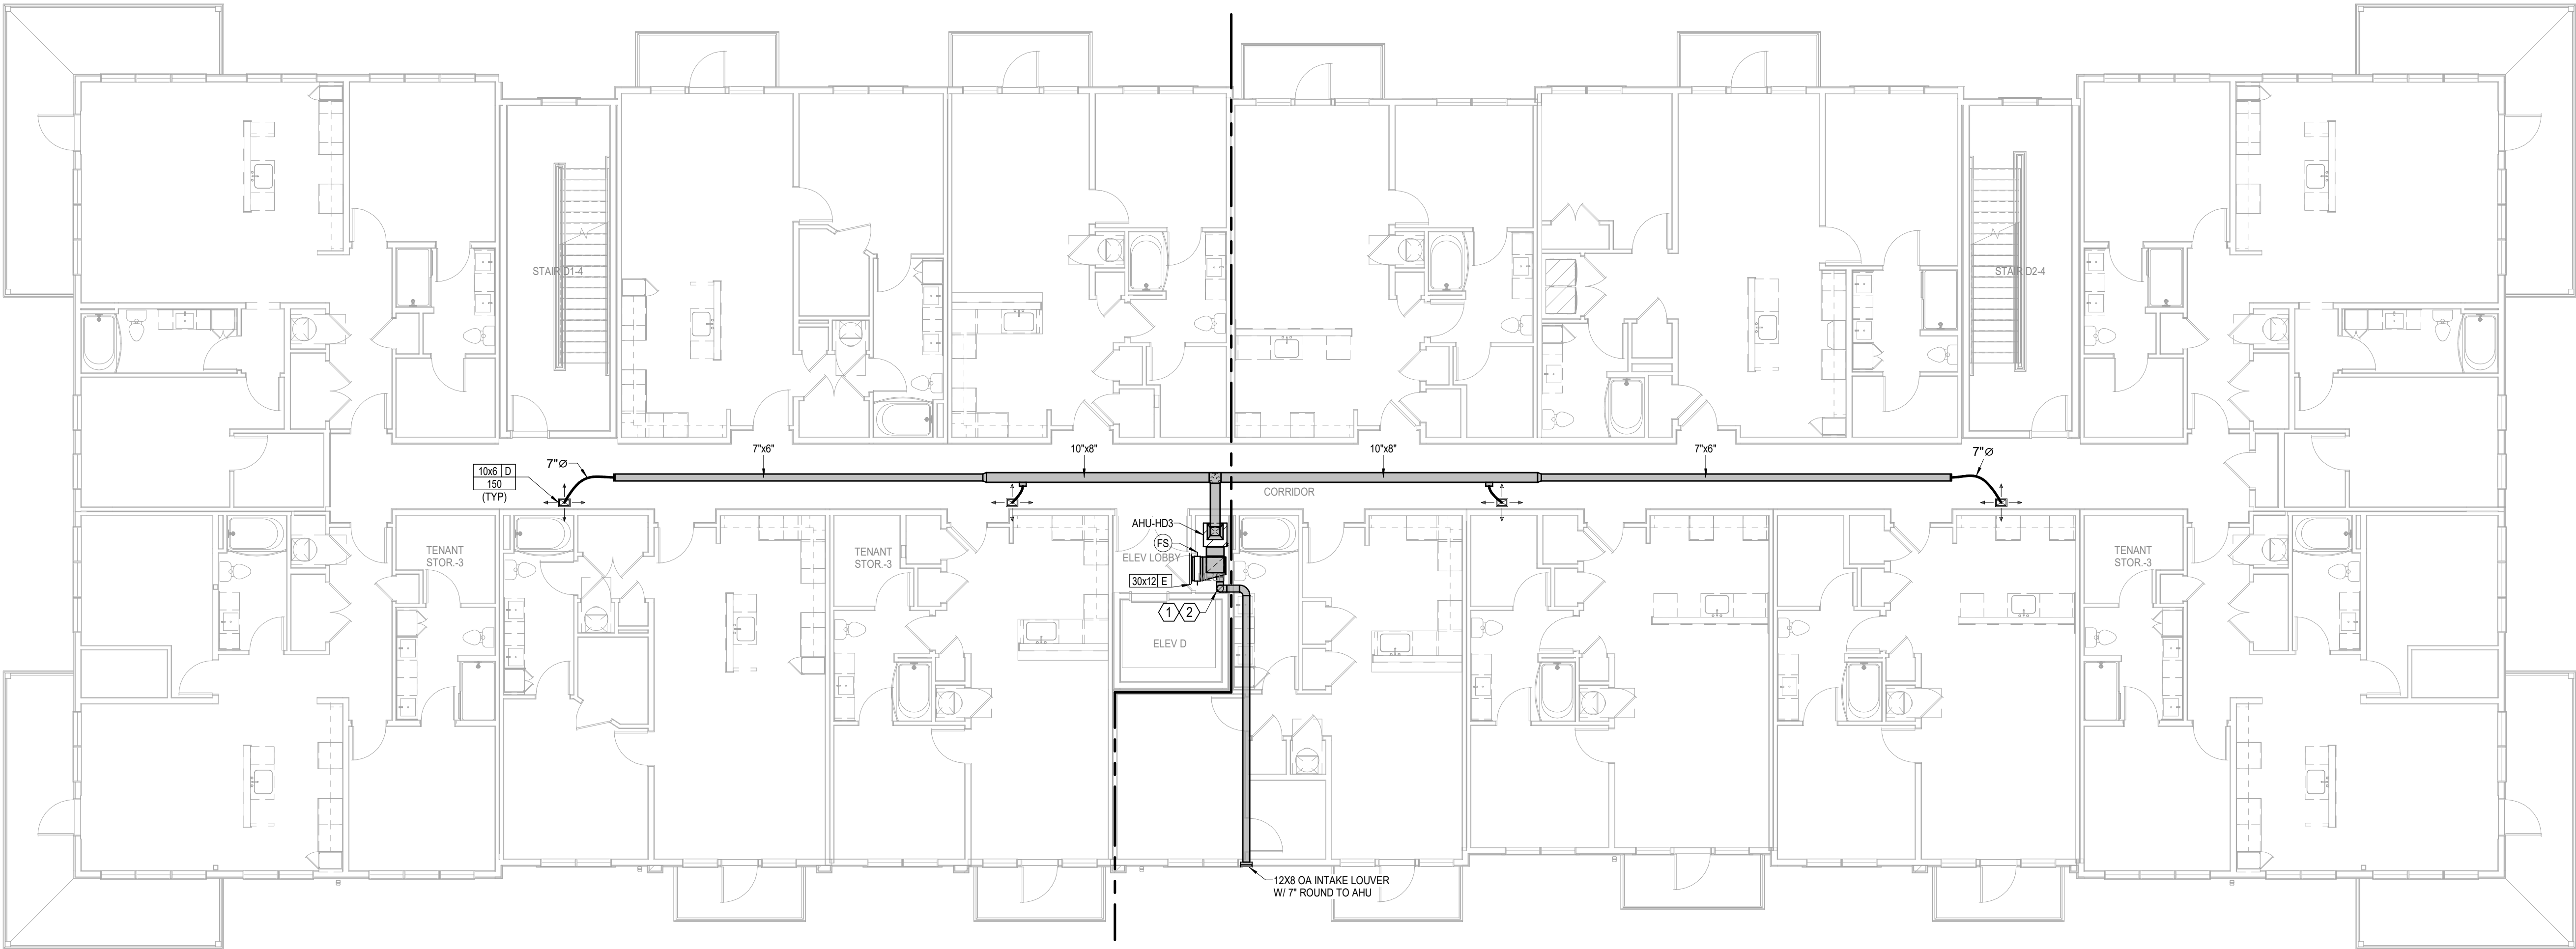 STAIR D1-4
STAIR D2-4
7"x6"
10"x8"
10"x8"
7"x6"
10x6 D
150
(TYP)
7"Ø
7"Ø
CORRIDOR
AHU-HD3
FS
ELEV LOBBY
30x12 E
1 2
ELEV D
TENANT
STOR.-3
TENANT
STOR.-3
TENANT
STOR.-3
12X8 OA INTAKE LOUVER
W/ 7" ROUND TO AHU